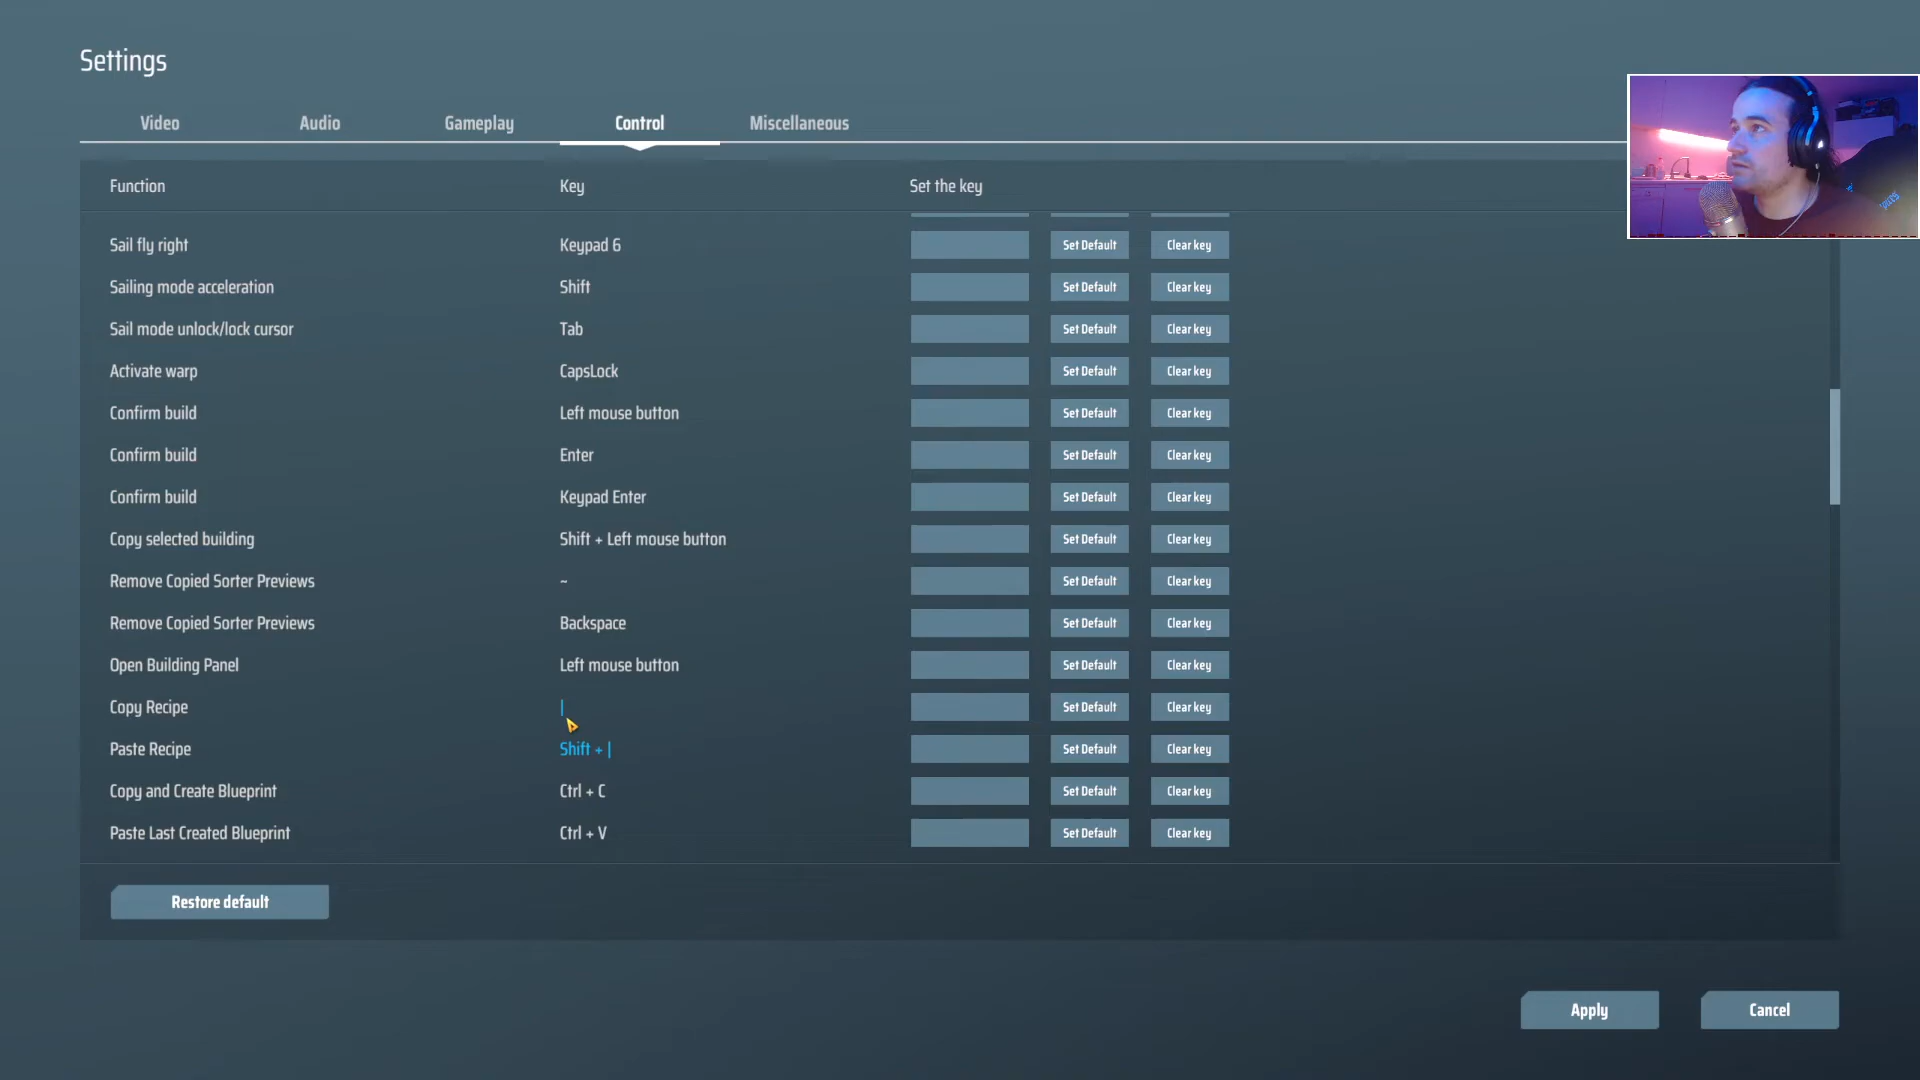 Settings
Video Audio Gameplay Control Miscellaneous
Function Key Set the key
Sail fly right Keypad 6 Set Default Clear key
Sailing mode acceleration Shift Set Default Clear key
Sail mode unlock/lock cursor Tab Set Default Clear key
Activate warp CapsLock Set Default Clear key
Confirm build Left mouse button Set Default Clear key
Confirm build Enter Set Default Clear key
Confirm build Keypad Enter Set Default Clear key
Copy selected building Shift + Left mouse button Set Default Clear key
Remove Copied Sorter Previews ~ Set Default Clear key
Remove Copied Sorter Previews Backspace Set Default Clear key
Open Building Panel Left mouse button Set Default Clear key
Copy Recipe | Set Default Clear key
Paste Recipe Shift + | Set Default Clear key
Copy and Create Blueprint Ctrl + C Set Default Clear key
Paste Last Created Blueprint Ctrl + V Set Default Clear key
Restore default
Apply Cancel